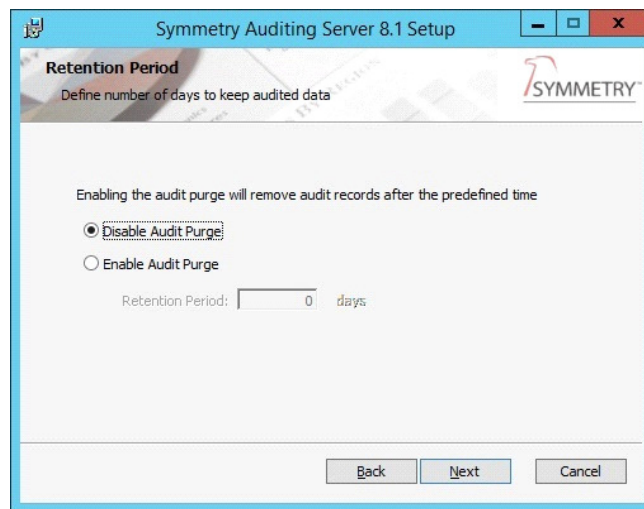 Symmetry Auditing Server 8.1 Setup
Retention Period
Define number of days to keep audited data
SYMMETRY™
Enabling the audit purge will remove audit records after the predefined time
Disable Audit Purge
Enable Audit Purge
Retention Period: 0 days
Back Next Cancel